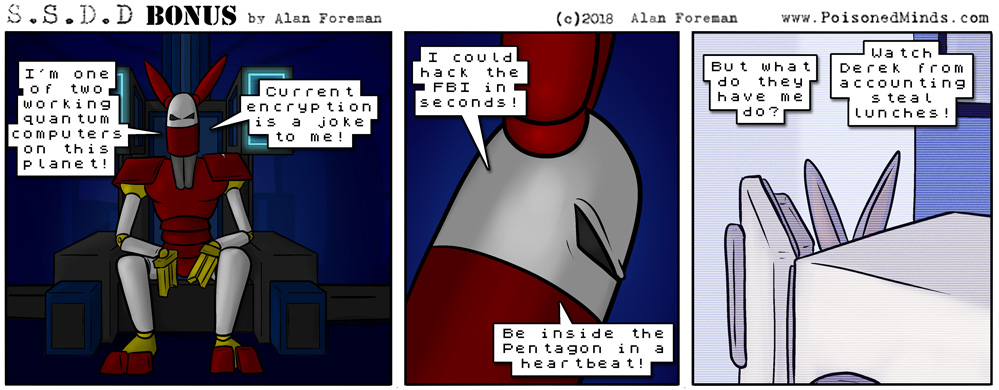 S.S.D.D BONUS by Alan Foreman (c)2018 Alan Foreman www.PoisonedMinds.com
I'm one
of two
working
quantum
computers
on this
planet!
Current
encryption
is a joke
to me!
I could
hack the
FBI in
seconds!
Be inside the
Pentagon in a
heartbeat!
But what
do they
have me
do?
Watch
Derek from
accounting
steal
lunches!